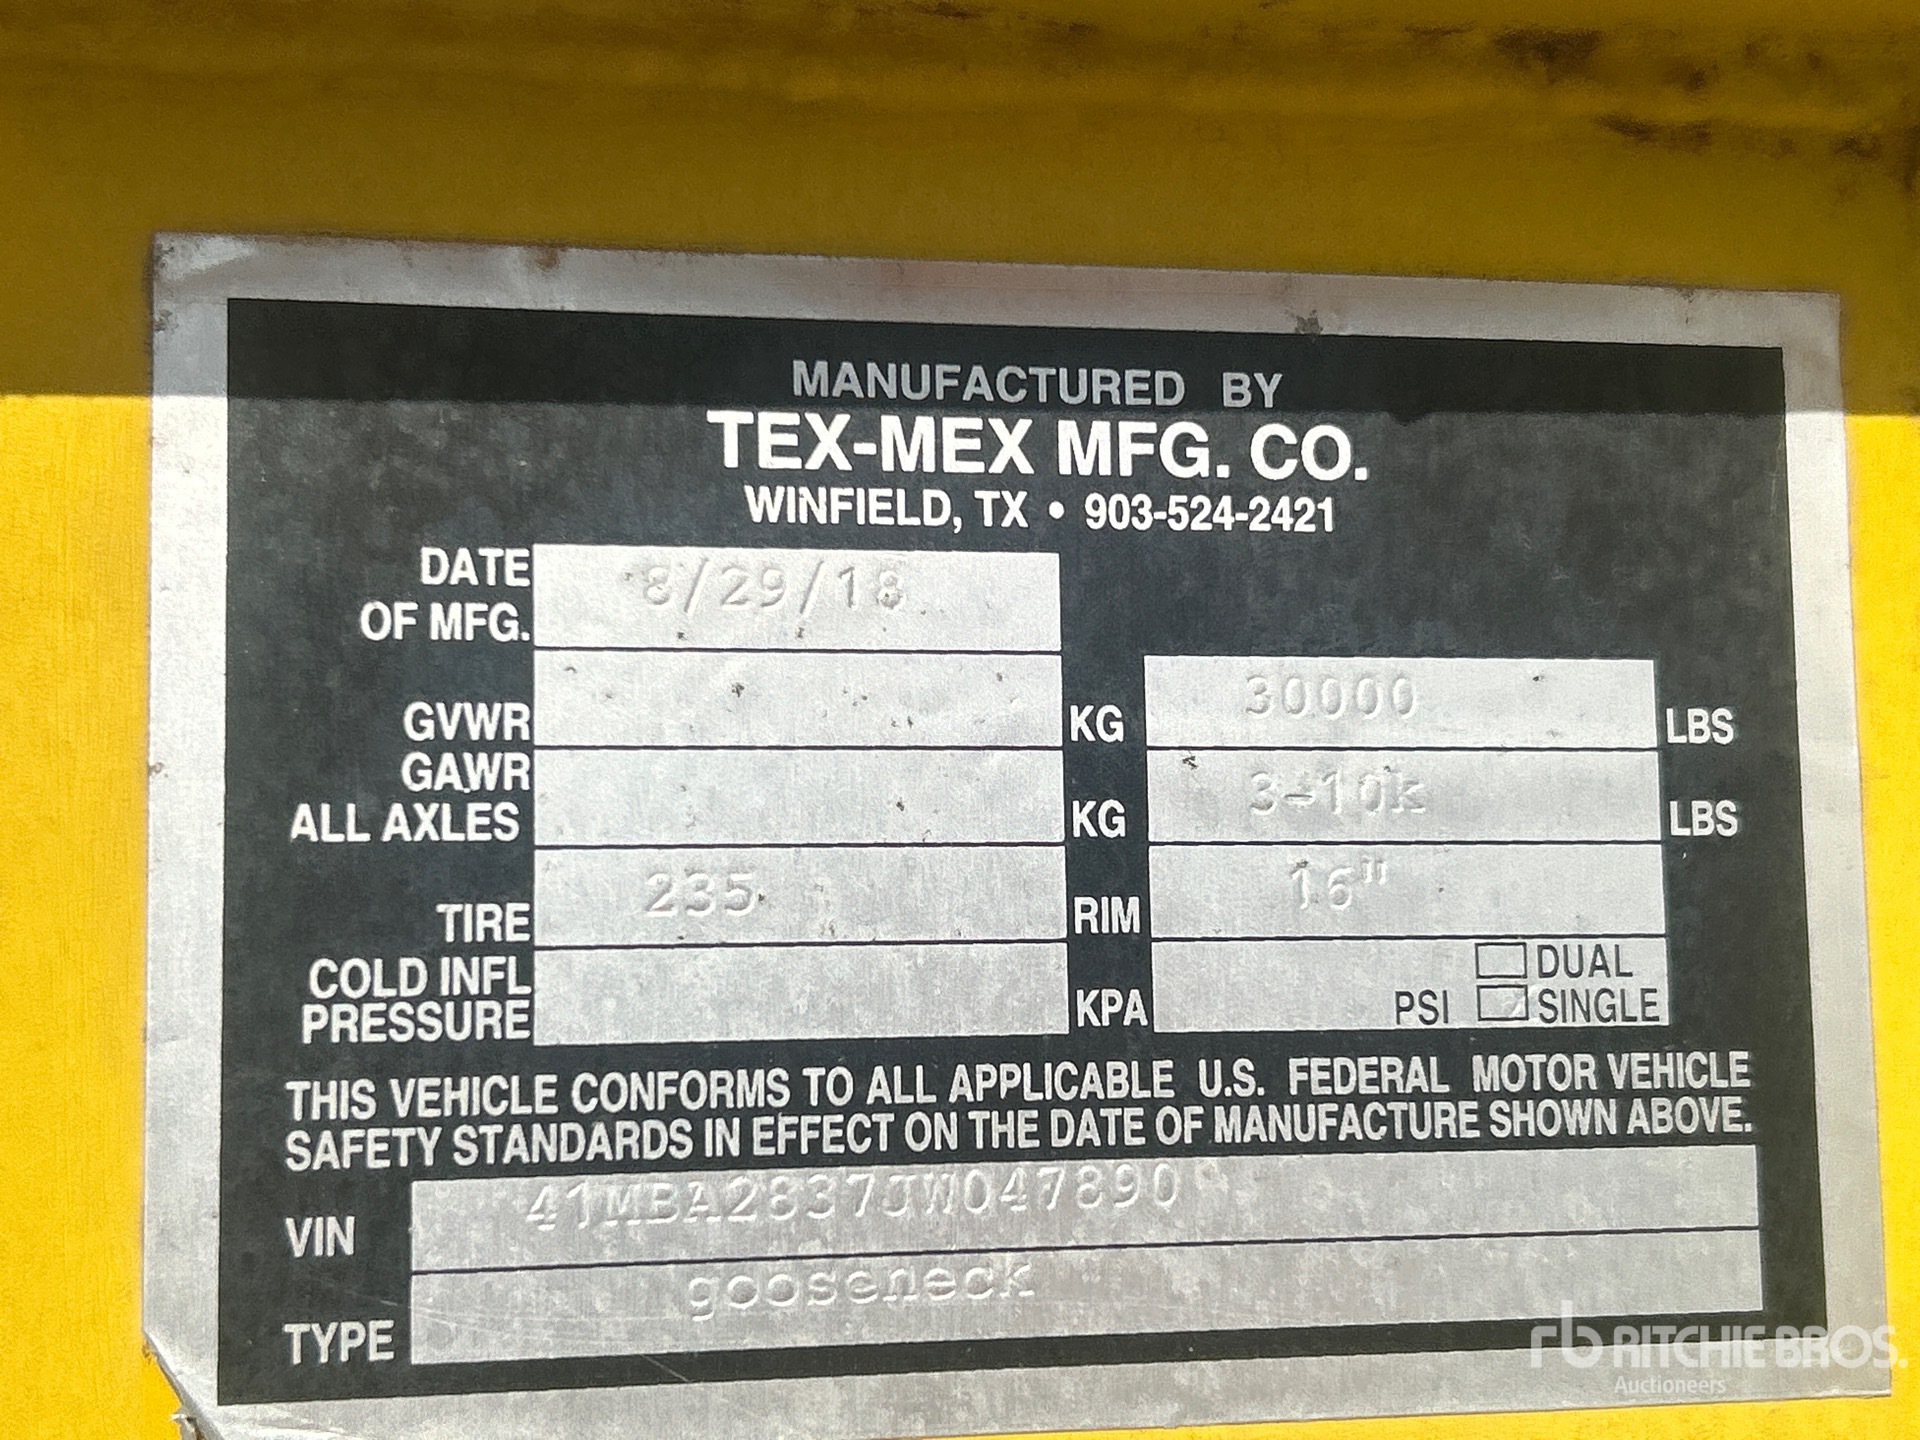 MANUFACTURED BY
TEX-MEX MFG. CO.
WINFIELD, TX • 903-524-2421
DATE OF MFG. 8/29/18
GVWR KG 30000 LBS
GAWR ALL AXLES KG 3-10k LBS
TIRE 235 RIM 16"
COLD INFL PRESSURE KPA PSI DUAL SINGLE
THIS VEHICLE CONFORMS TO ALL APPLICABLE U.S. FEDERAL MOTOR VEHICLE
SAFETY STANDARDS IN EFFECT ON THE DATE OF MANUFACTURE SHOWN ABOVE.
VIN 41MBA2837JW047890
TYPE gooseneck
rb RITCHIE BROS.
Auctioneers